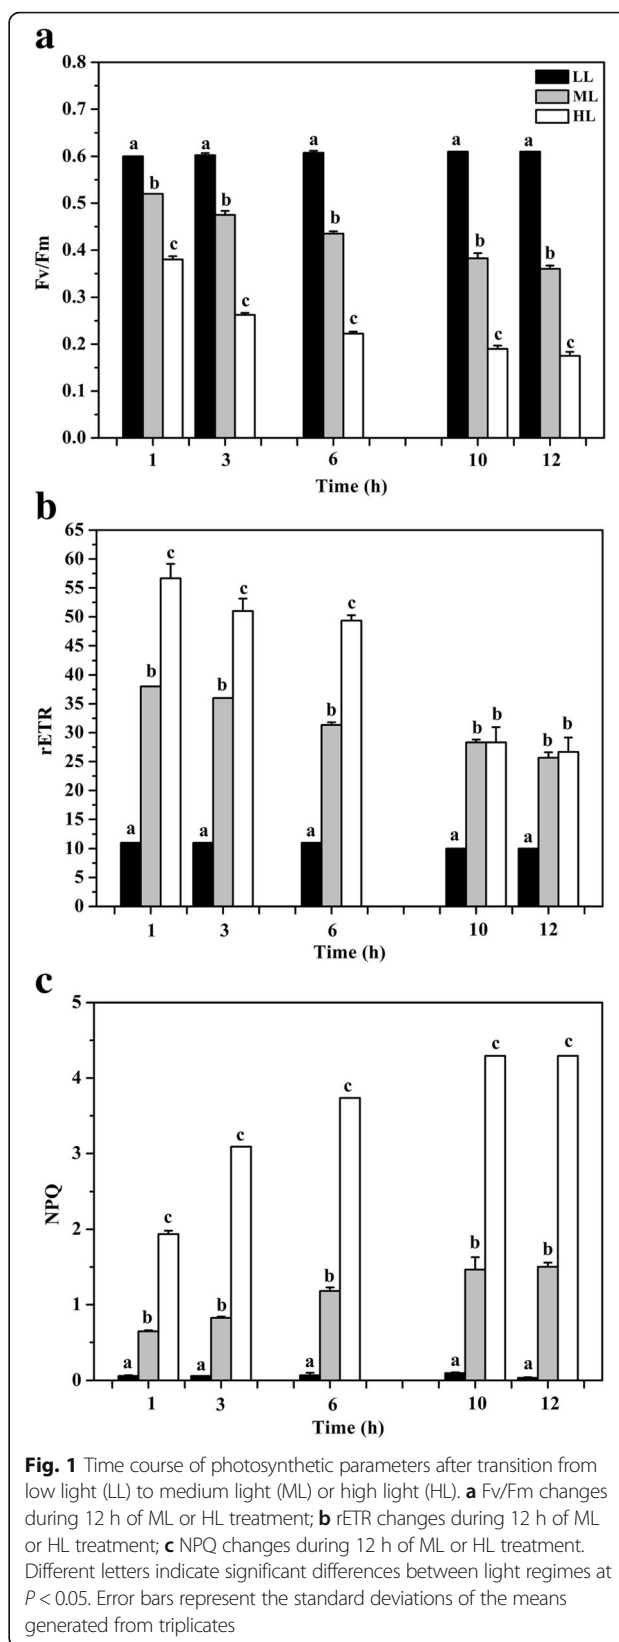 a
0.8
0.7
0.6
0.5
0.4
0.3
0.2
0.1
0.0
Fv/Fm
LL
ML
HL
a a a a a
b b b b b
c c c c c
1 3 6 10 12
Time (h)
b
65
60
55
50
45
40
35
30
25
20
15
10
5
0
rETR
c c c b b
b b b b b
a a a a a
1 3 6 10 12
Time (h)
c
5
4
3
2
1
0
NPQ
c c c c c
b b b b b
a a a a a
1 3 6 10 12
Time (h)
Fig. 1 Time course of photosynthetic parameters after transition from
low light (LL) to medium light (ML) or high light (HL). a Fv/Fm changes
during 12 h of ML or HL treatment; b rETR changes during 12 h of ML
or HL treatment; c NPQ changes during 12 h of ML or HL treatment.
Different letters indicate significant differences between light regimes at
P < 0.05. Error bars represent the standard deviations of the means
generated from triplicates